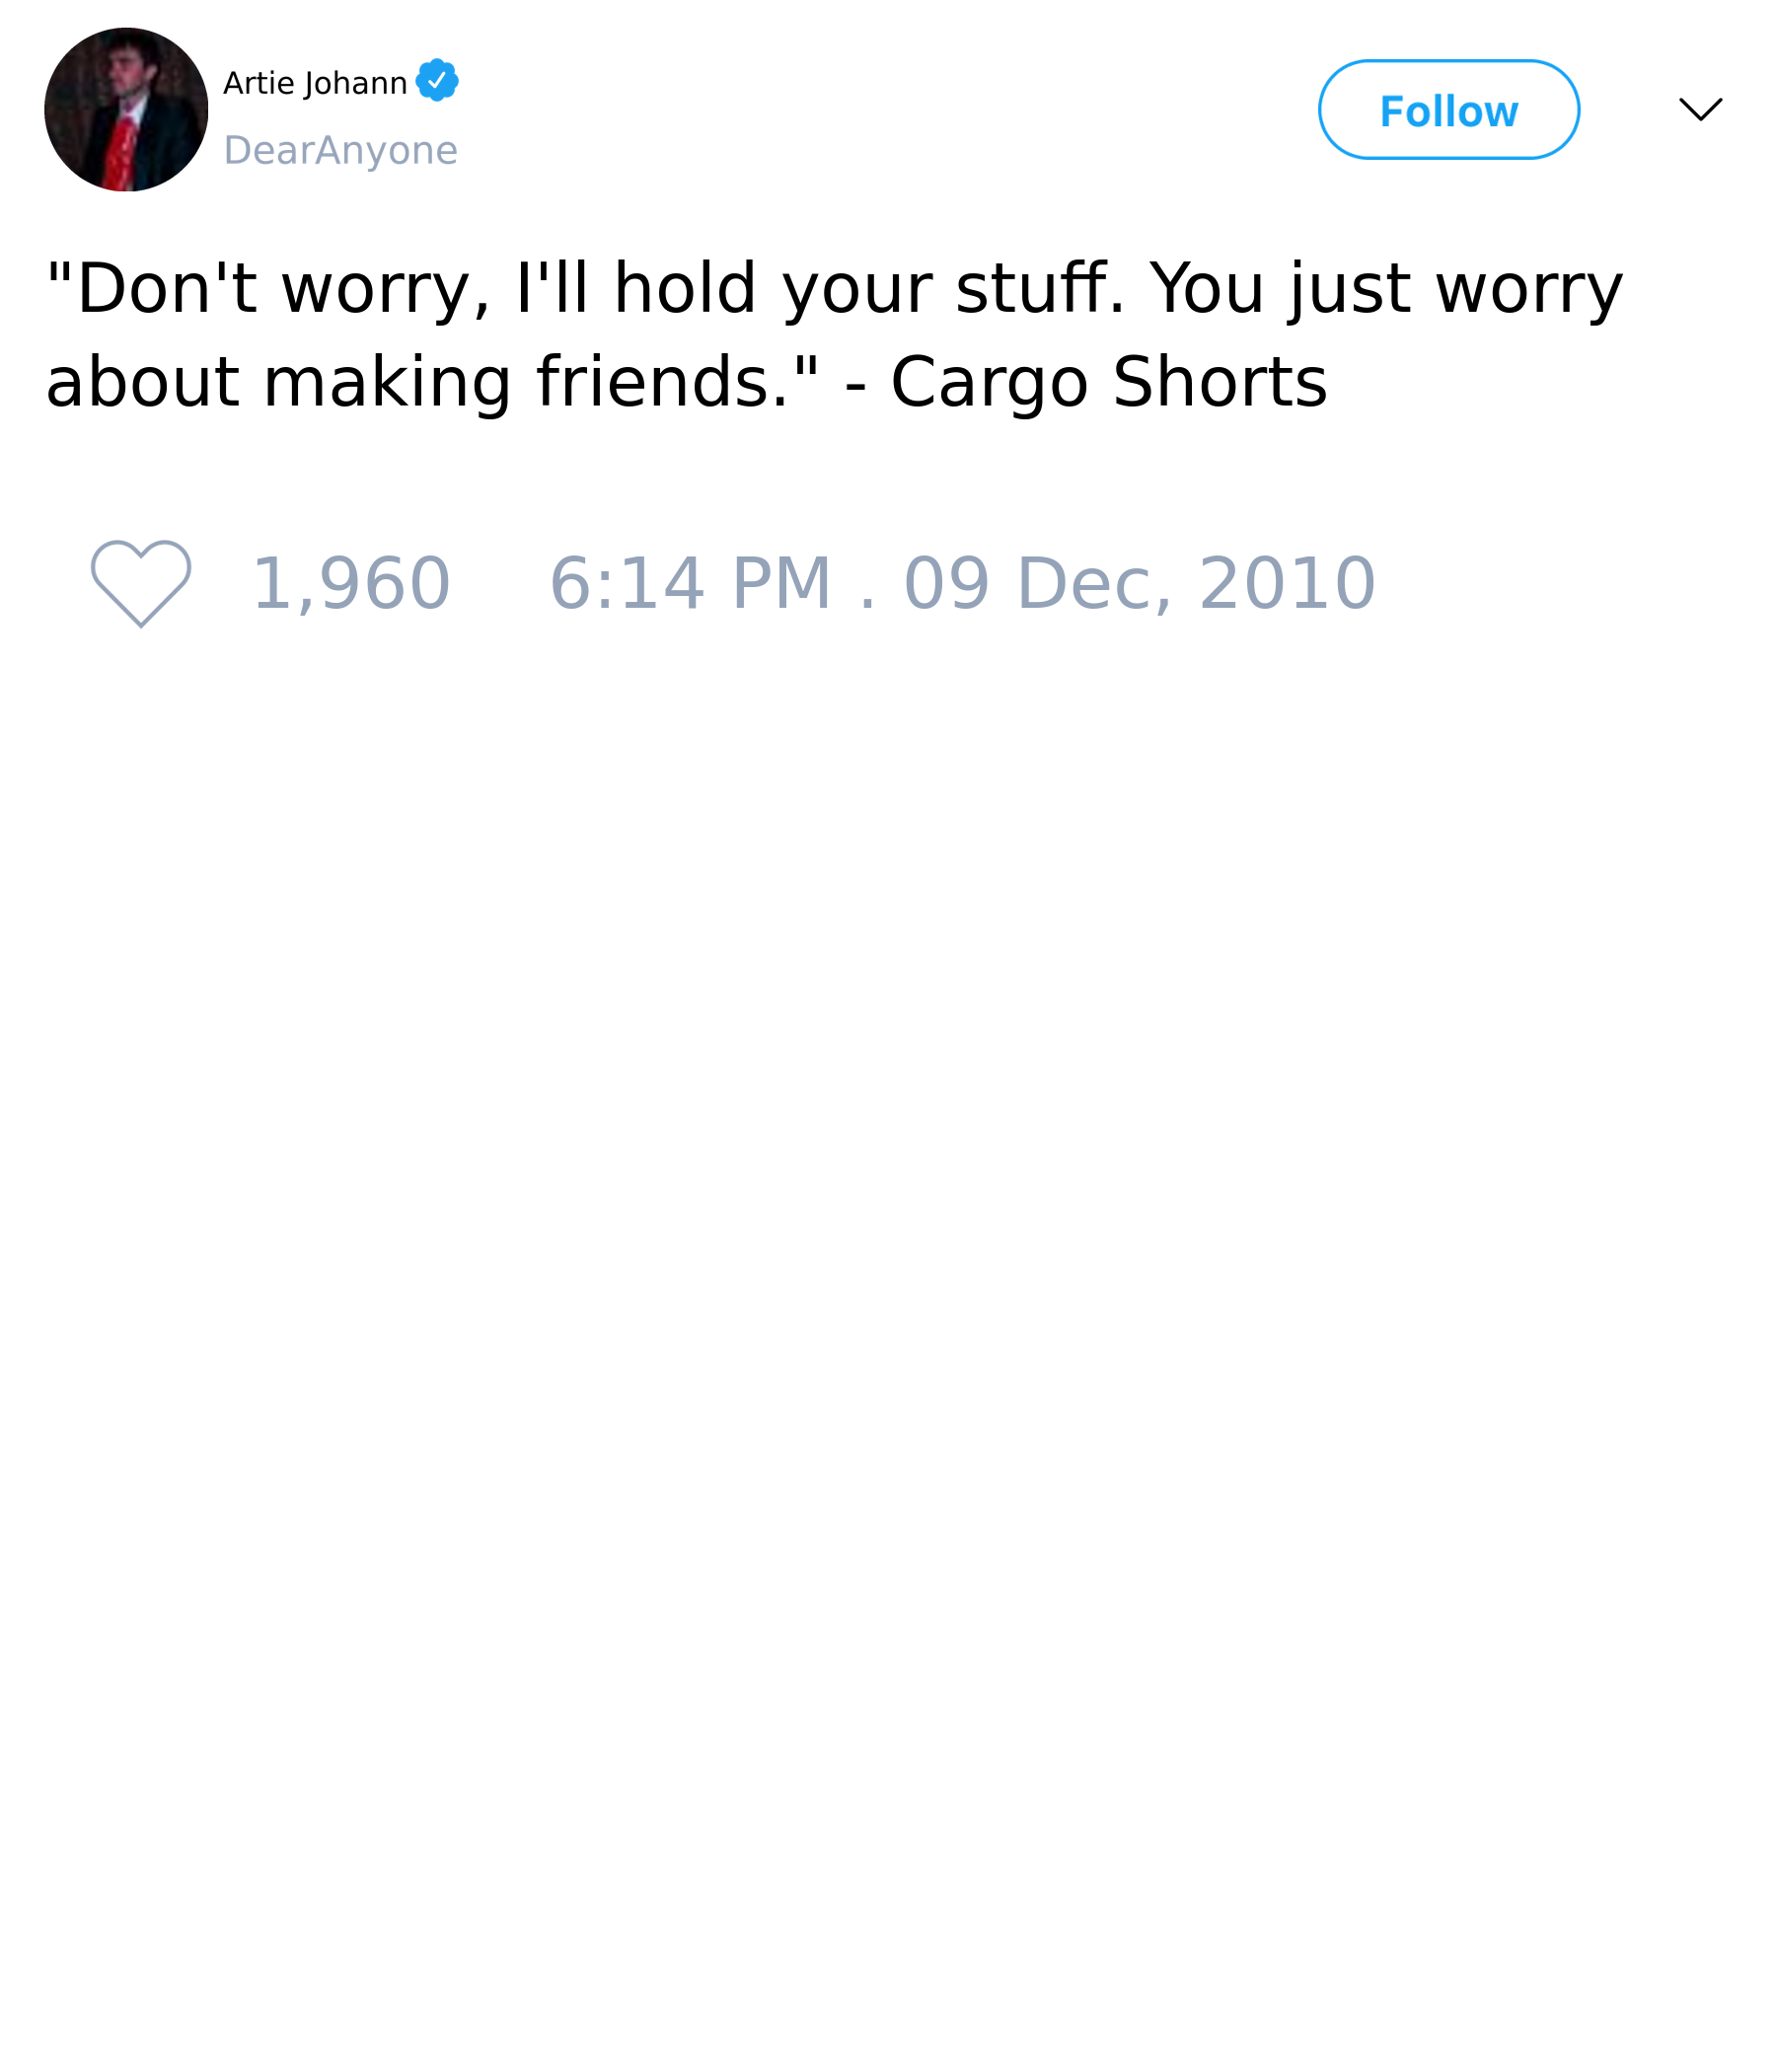 Artie Johann
DearAnyone
Follow
"Don't worry, I'll hold your stuff. You just worry
about making friends." - Cargo Shorts
1,960 6:14 PM . 09 Dec, 2010